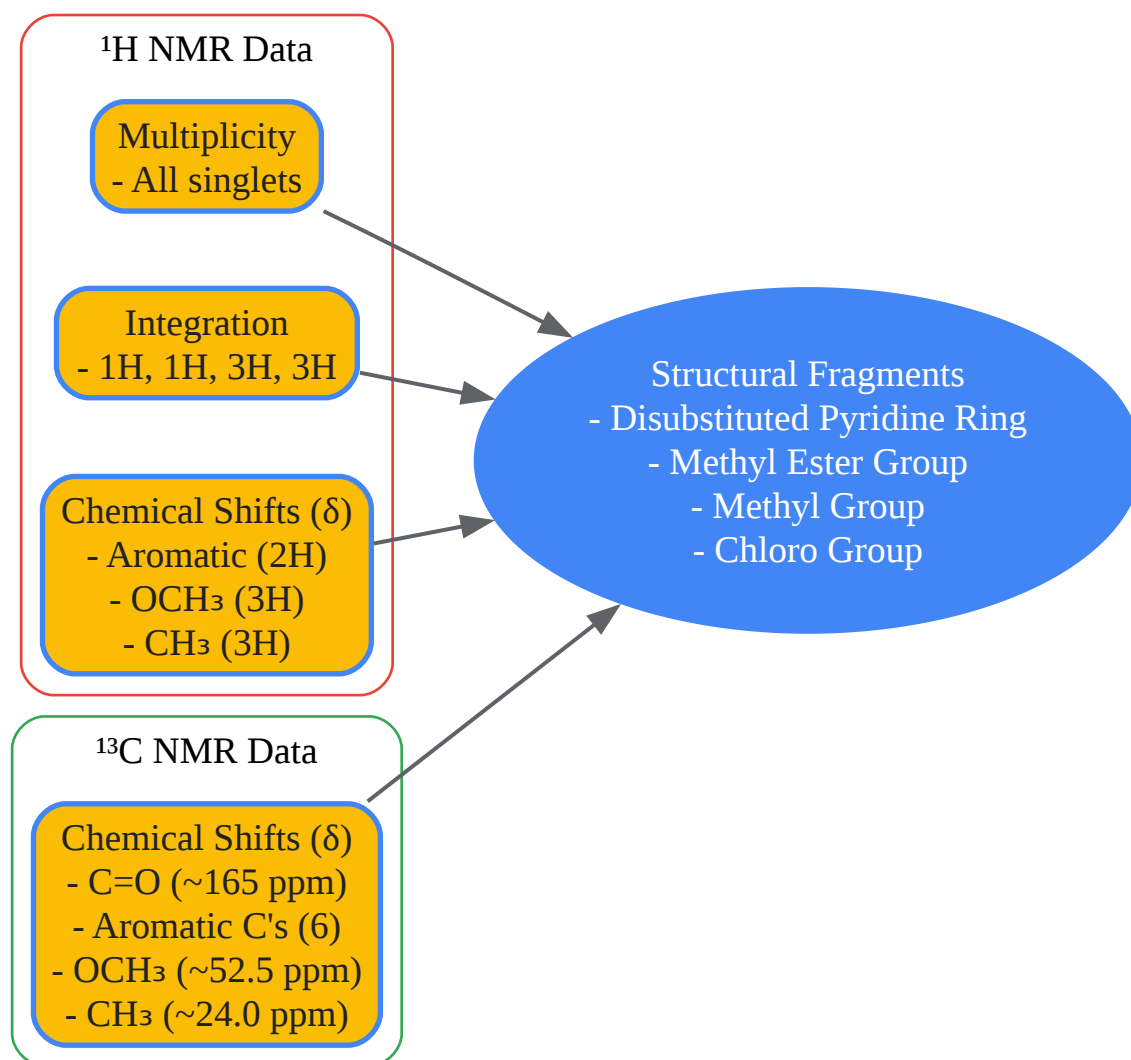 ¹H NMR Data
Multiplicity
- All singlets
Integration
- 1H, 1H, 3H, 3H
Chemical Shifts (δ)
- Aromatic (2H)
- OCH₃ (3H)
- CH₃ (3H)
Structural Fragments
- Disubstituted Pyridine Ring
- Methyl Ester Group
- Methyl Group
- Chloro Group
¹³C NMR Data
Chemical Shifts (δ)
- C=O (~165 ppm)
- Aromatic C's (6)
- OCH₃ (~52.5 ppm)
- CH₃ (~24.0 ppm)